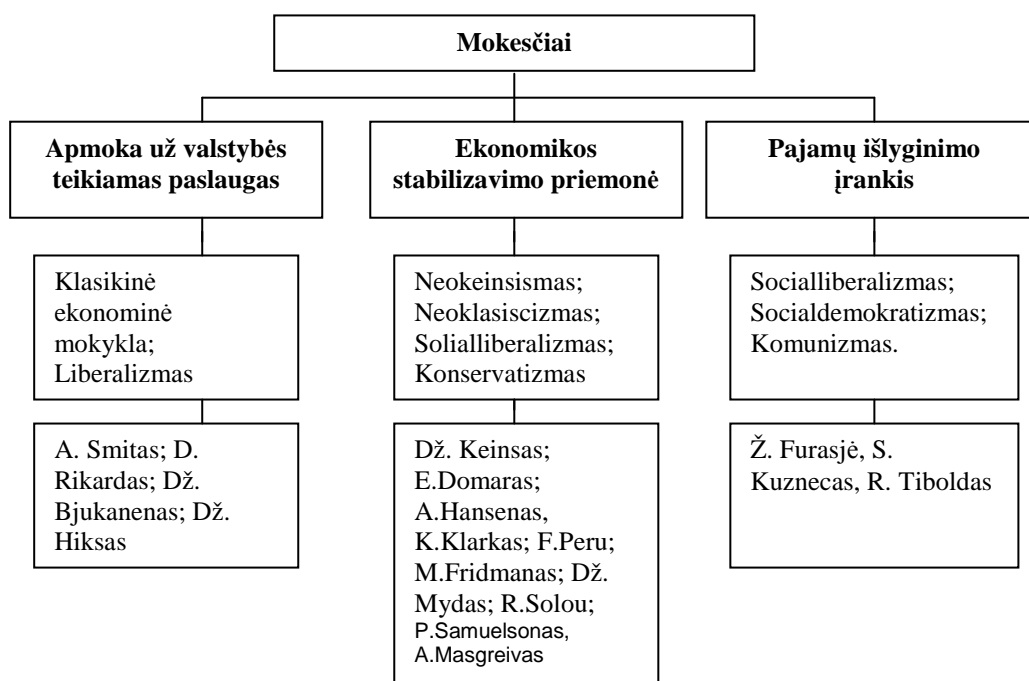 Mokesčiai
Apmoka už valstybės
teikiamas paslaugas
Ekonomikos
stabilizavimo priemonė
Pajamų išlyginimo
įrankis
Klasikinė
ekonominė
mokykla;
Liberalizmas
Neokeinsismas;
Neoklasiscizmas;
Solialliberalizmas;
Konservatizmas
Socialliberalizmas;
Socialdemokratizmas;
Komunizmas.
A. Smitas; D.
Rikardas; Dž.
Bjukanenas; Dž.
Hiksas
Dž. Keinsas;
E.Domaras;
A.Hansenas,
K.Klarkas; F.Peru;
M.Fridmanas; Dž.
Mydas; R.Solou;
P.Samuelsonas,
A.Masgreivas
Ž. Furasjė, S.
Kuznecas, R. Tiboldas